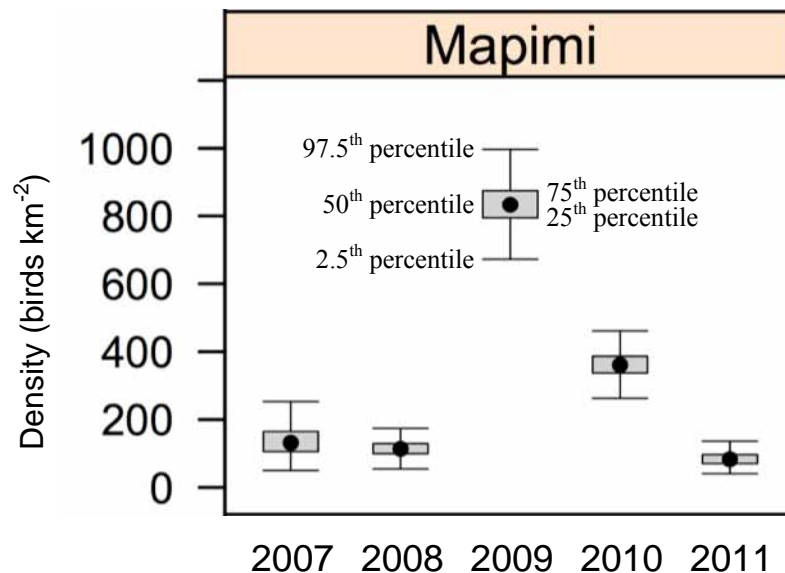 Mapimi
Density (birds km⁻²)
1000
800
600
400
200
0
97.5ᵗʰ percentile
50ᵗʰ percentile
75ᵗʰ percentile
25ᵗʰ percentile
2.5ᵗʰ percentile
2007 2008 2009 2010 2011